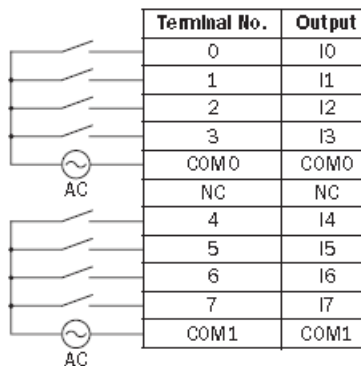 Terminal No. Output
0 I0
1 I1
2 I2
3 I3
COM0 COM0
AC
NC NC
4 I4
5 I5
6 I6
7 I7
COM1 COM1
AC